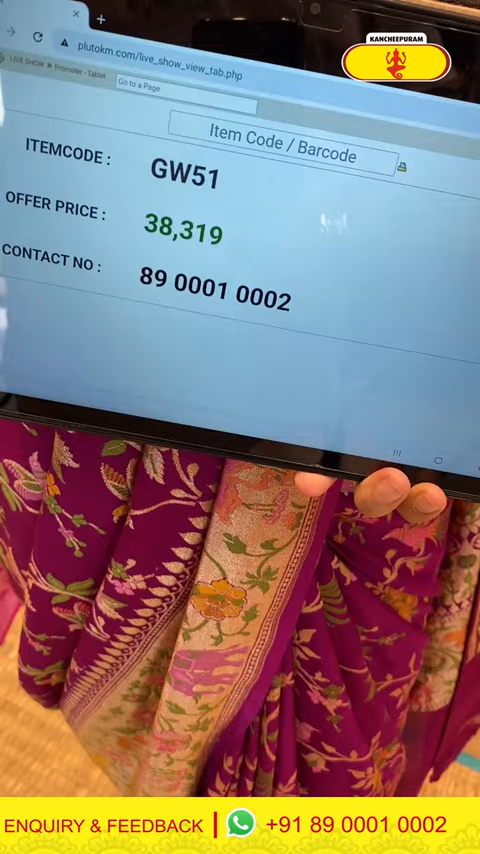 KANCHEEPURAM
plutokm.com/live_show_view_tab.php
LIVE SHOW » Promoter - Tablet
Go to a Page
Item Code / Barcode
ITEMCODE : GW51
OFFER PRICE : 38,319
CONTACT NO : 89 0001 0002
ENQUIRY & FEEDBACK | +91 89 0001 0002